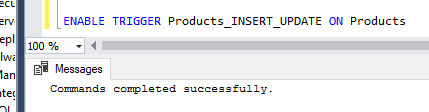 ENABLE TRIGGER Products_INSERT_UPDATE ON Products
100 %
Messages
Commands completed successfully.